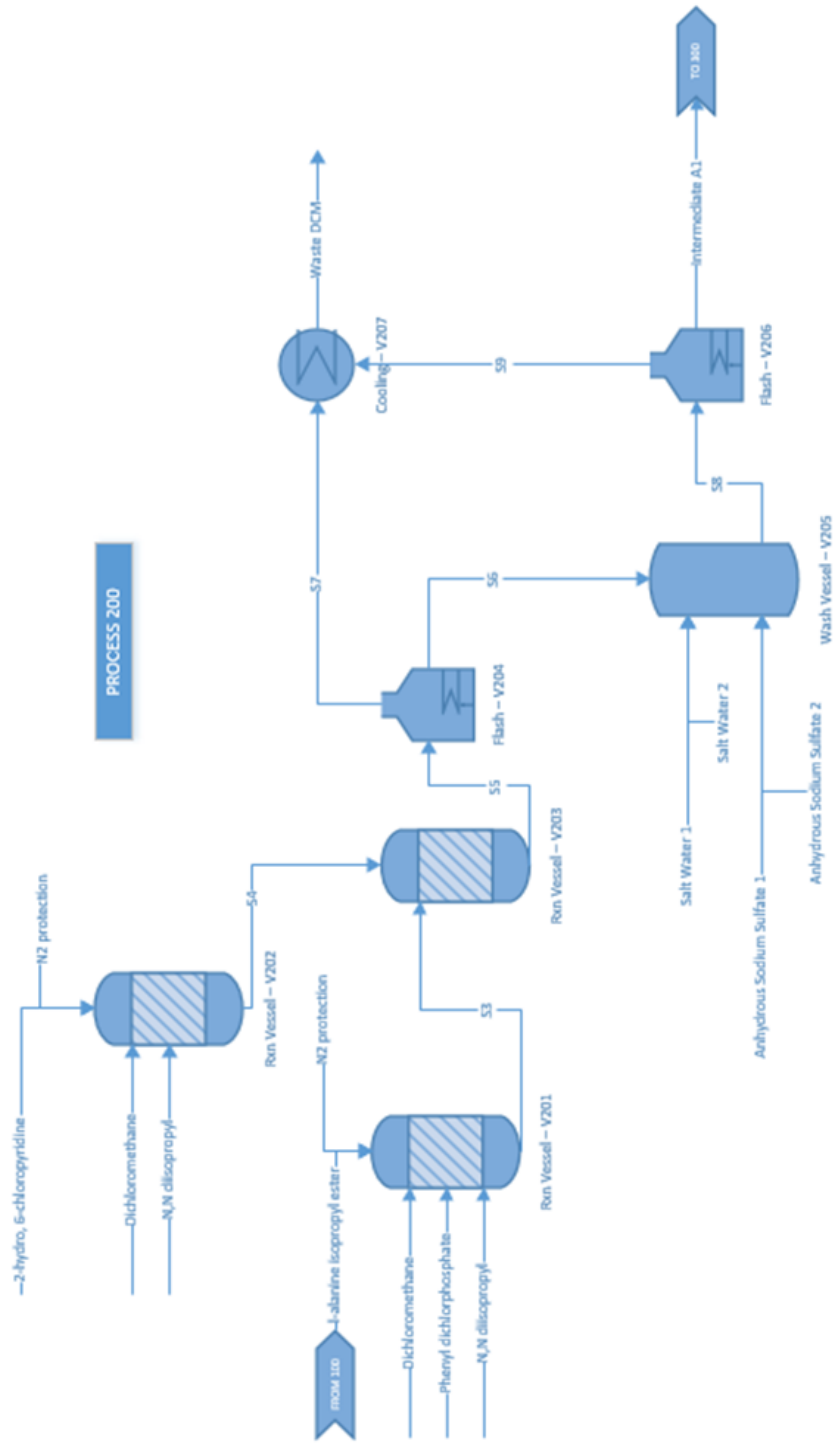 PROCESS 200
2-hydro, 6-chloropyridine
N2 protection
Dichloromethane
N,N diisopropyl
Rxn Vessel – V202
S4
FROM 100
l-alanine isopropyl ester
N2 protection
Dichloromethane
Phenyl dichlorphosphate
N,N diisopropyl
Rxn Vessel – V201
S3
Rxn Vessel – V203
S5
Flash – V204
S7
S6
Cooling – V207
Waste DCM
Salt Water 1
Salt Water 2
Anhydrous Sodium Sulfate 1
Anhydrous Sodium Sulfate 2
Wash Vessel – V205
S8
S9
Flash – V206
Intermediate A1
TO 300